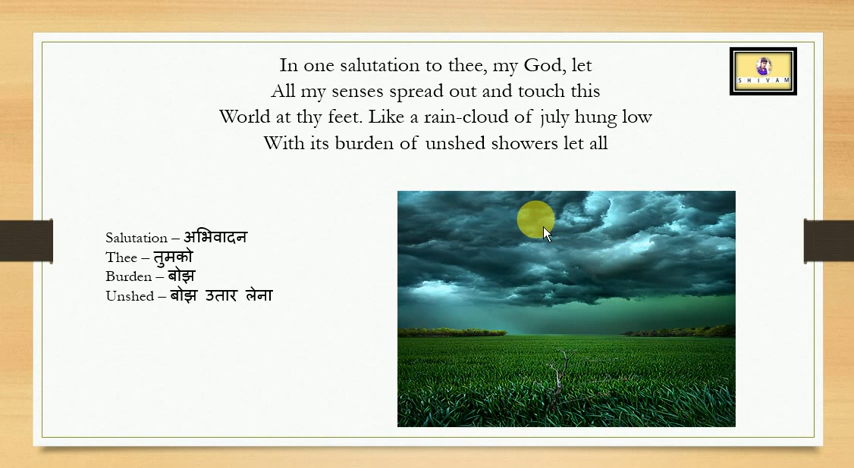 In one salutation to thee, my God, let
All my senses spread out and touch this
World at thy feet. Like a rain-cloud of july hung low
With its burden of unshed showers let all
SHIVAM
Salutation – अभिवादन
Thee – तुमको
Burden – बोझ
Unshed – बोझ उतार लेना